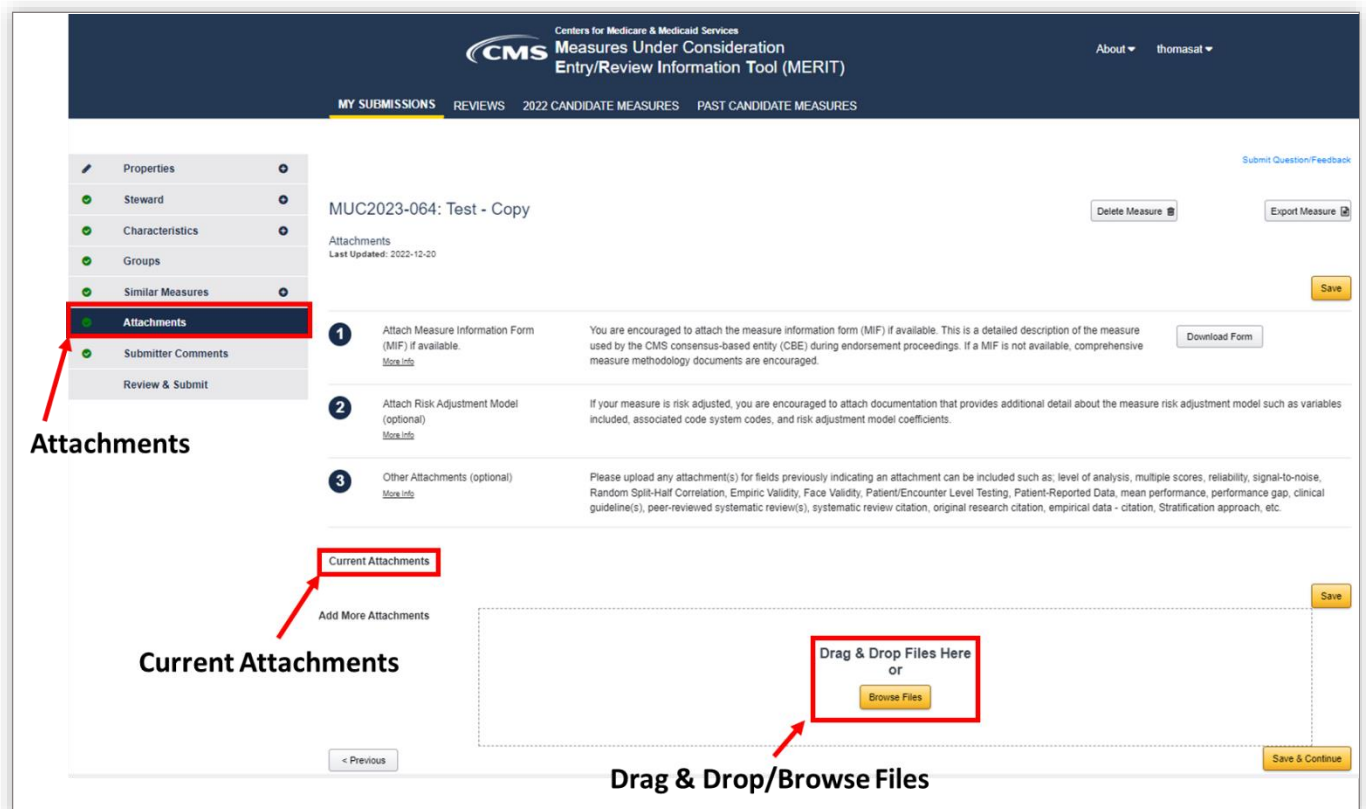 Centers for Medicare & Medicaid Services
CMS Measures Under Consideration
Entry/Review Information Tool (MERIT)
About
thomasat
MY SUBMISSIONS REVIEWS 2022 CANDIDATE MEASURES PAST CANDIDATE MEASURES
Submit Question/Feedback
Properties
Steward
Characteristics
Groups
Similar Measures
Attachments
Submitter Comments
Review & Submit
Attachments
MUC2023-064: Test - Copy
Delete Measure
Export Measure
Attachments
Last Updated: 2022-12-20
Save
1
Attach Measure Information Form
(MIF) if available.
More Info
You are encouraged to attach the measure information form (MIF) if available. This is a detailed description of the measure
used by the CMS consensus-based entity (CBE) during endorsement proceedings. If a MIF is not available, comprehensive
measure methodology documents are encouraged.
Download Form
2
Attach Risk Adjustment Model
(optional)
More Info
If your measure is risk adjusted, you are encouraged to attach documentation that provides additional detail about the measure risk adjustment model such as variables
included, associated code system codes, and risk adjustment model coefficients.
3
Other Attachments (optional)
More Info
Please upload any attachment(s) for fields previously indicating an attachment can be included such as; level of analysis, multiple scores, reliability, signal-to-noise,
Random Split-Half Correlation, Empiric Validity, Face Validity, Patient/Encounter Level Testing, Patient-Reported Data, mean performance, performance gap, clinical
guideline(s), peer-reviewed systematic review(s), systematic review citation, original research citation, empirical data - citation, Stratification approach, etc.
Current Attachments
Save
Add More Attachments
Current Attachments
Drag & Drop Files Here
or
Browse Files
< Previous
Save & Continue
Drag & Drop/Browse Files